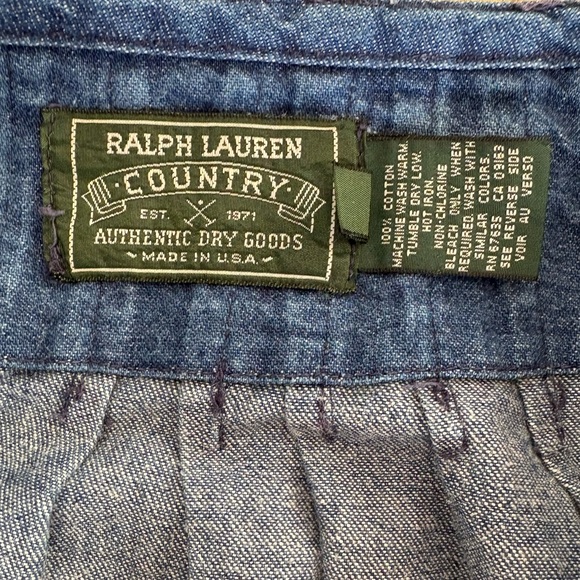 RALPH LAUREN
COUNTRY
EST. 1971
AUTHENTIC DRY GOODS
MADE IN U.S.A.
100% COTTON
MACHINE WASH WARM.
TUMBLE DRY LOW.
HOT IRON.
NON-CHLORINE
BLEACH ONLY WHEN
REQUIRED. WASH WITH
SIMILAR COLORS.
RN 67635 CA 09163
SEE REVERSE SIDE
VOIR AU VERSO